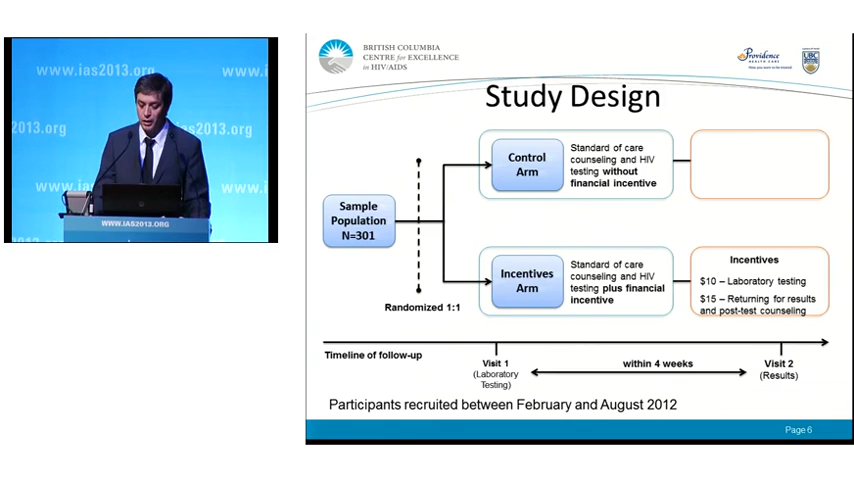 www.ias2013.org
www.i
2013.org
ias2013.org
www.i
www.i
WWW.IAS2013.ORG
BRITISH COLUMBIA
CENTRE for EXCELLENCE
in HIV/AIDS
Providence
HEALTH CARE
UBC
Study Design
Control
Arm
Standard of care
counseling and HIV
testing without
financial incentive
Sample
Population
N=301
Incentives
Arm
Standard of care
counseling and HIV
testing plus financial
incentive
Incentives
$10 – Laboratory testing
$15 – Returning for results
and post-test counseling
Randomized 1:1
Timeline of follow-up
Visit 1
(Laboratory
Testing)
within 4 weeks
Visit 2
(Results)
Participants recruited between February and August 2012
Page 6